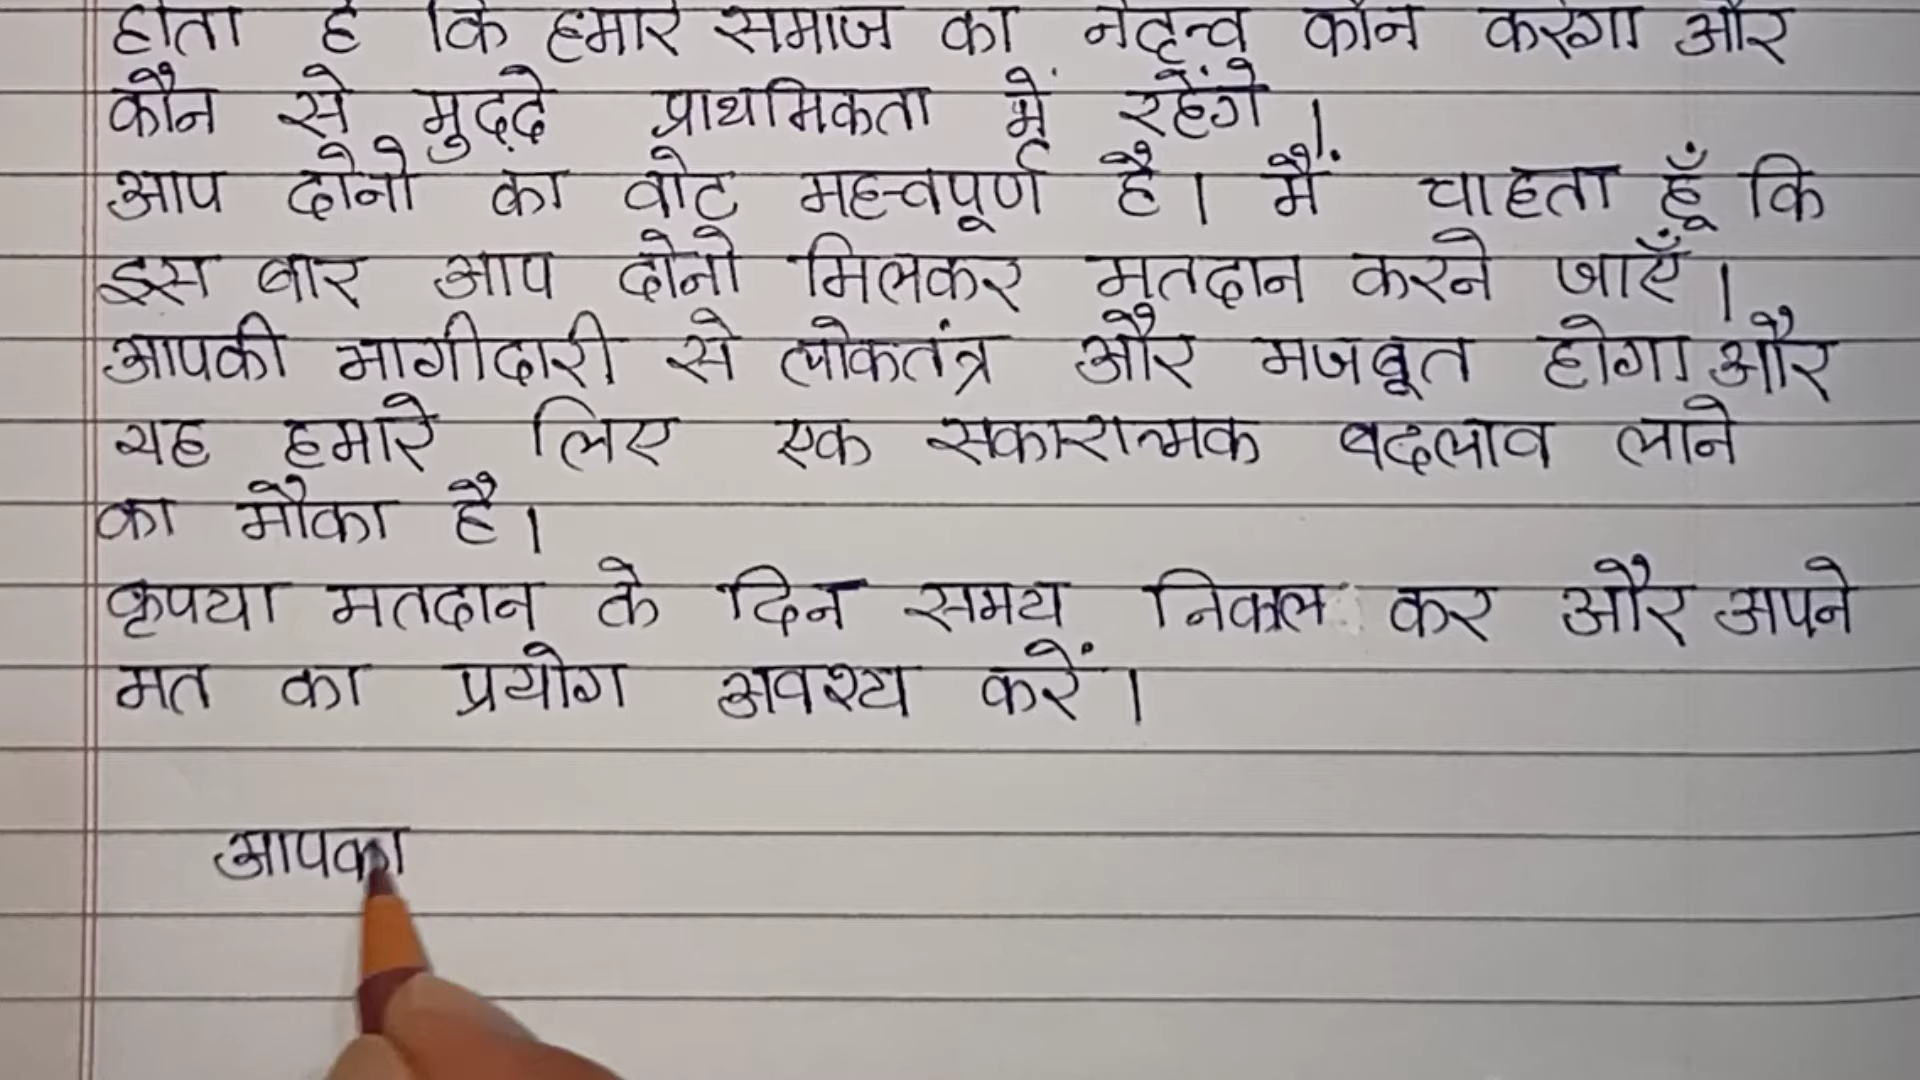 होता है कि हमारे समाज का नेतृत्व कौन करेगा और
कौन से मुद्दे प्राथमिकता में रहेंगे।
आप दोनो का वोट महत्वपूर्ण है। मैं चाहता हूँ कि
इस बार आप दोनो मिलकर मतदान करने जाएँ।
आपकी भागीदारी से लोकतंत्र और मजबूत होगा और
यह हमारे लिए एक सकारात्मक बदलाव लाने
का मौका है।
कृपया मतदान के दिन समय निकाल कर और अपने
मत का प्रयोग अवश्य करें।
आपका